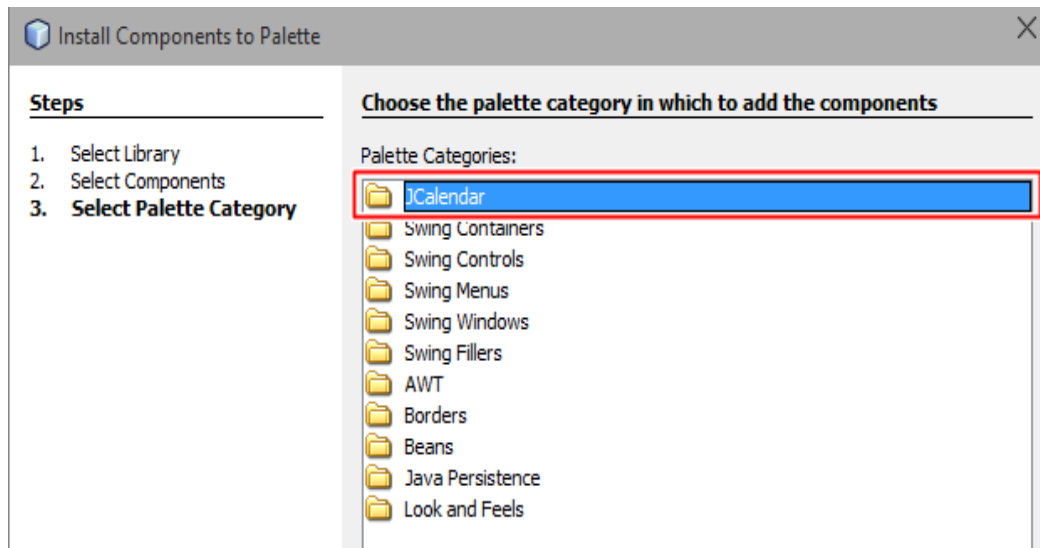 Install Components to Palette
Steps
1. Select Library
2. Select Components
3. Select Palette Category
Choose the palette category in which to add the components
Palette Categories:
JCalendar
Swing Containers
Swing Controls
Swing Menus
Swing Windows
Swing Fillers
AWT
Borders
Beans
Java Persistence
Look and Feels